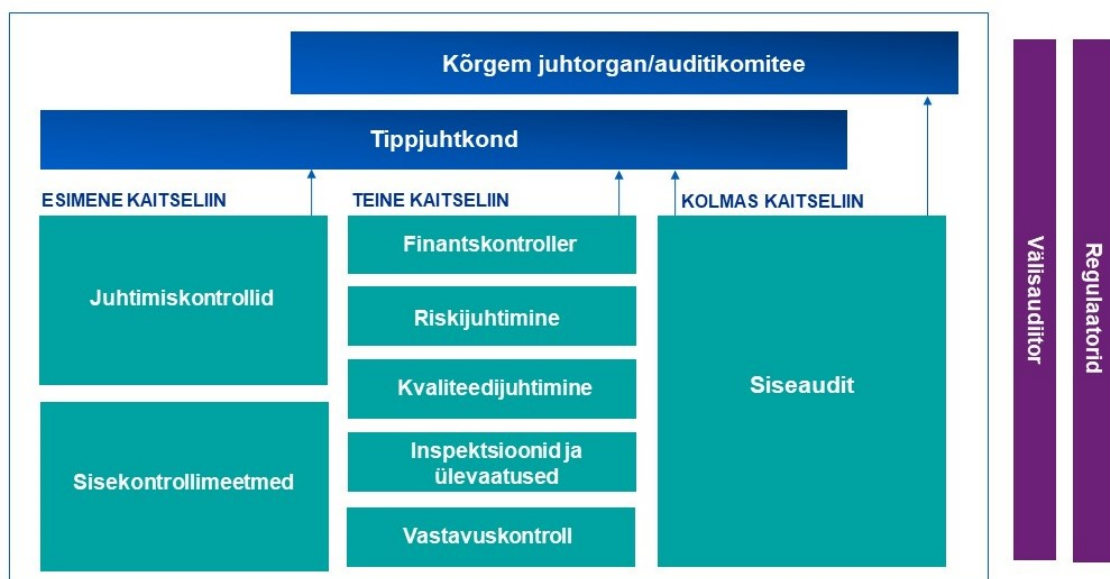 Kõrgem juhtorgan/auditikomitee
Tippjuhtkond
ESIMENE KAITSELIIN
TEINE KAITSELIIN
KOLMAS KAITSELIIN
Juhtimiskontrollid
Sisekontrollimeetmed
Finantskontroller
Riskijuhtimine
Kvaliteedijuhtimine
Inspektsioonid ja
ülevaatused
Vastavuskontroll
Siseaudit
Välisaudiitor
Regulaatorid